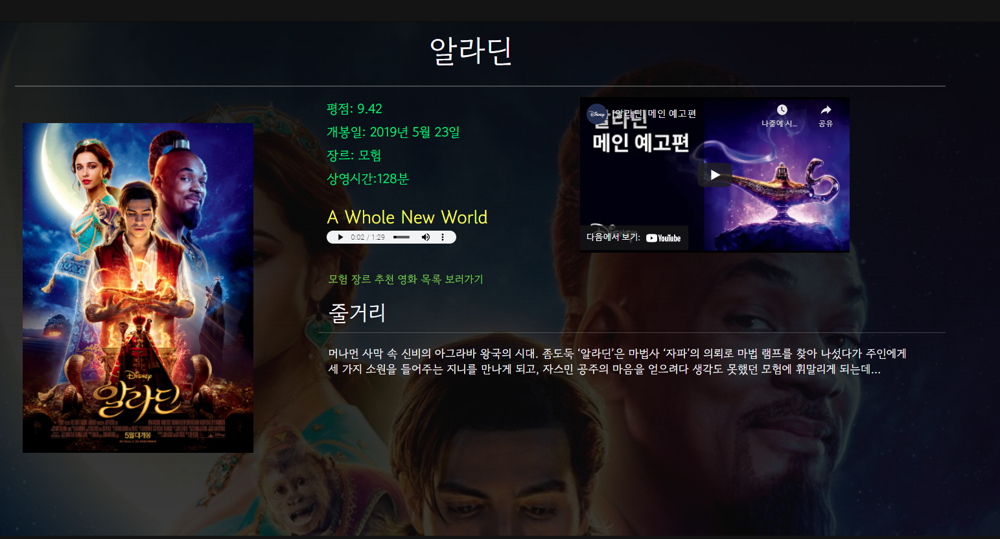 알라딘
평점: 9.42
개봉일: 2019년 5월 23일
장르: 모험
상영시간:128분
A Whole New World
0:02 / 1:29
모험 장르 추천 영화 목록 보러가기
줄거리
머나먼 사막 속 신비의 아그라바 왕국의 시대. 좀도둑 ‘알라딘’은 마법사 ‘자파’의 의뢰로 마법 램프를 찾아 나섰다가 주인에게
세 가지 소원을 들어주는 지니를 만나게 되고, 자스민 공주의 마음을 얻으려다 생각도 못했던 모험에 휘말리게 되는데...
Disney
[알라딘] 메인 예고편
나중에 시...
공유
알라딘
메인 예고편
Disney
다음에서 보기: YouTube
Disney
알라딘
5월 대개봉